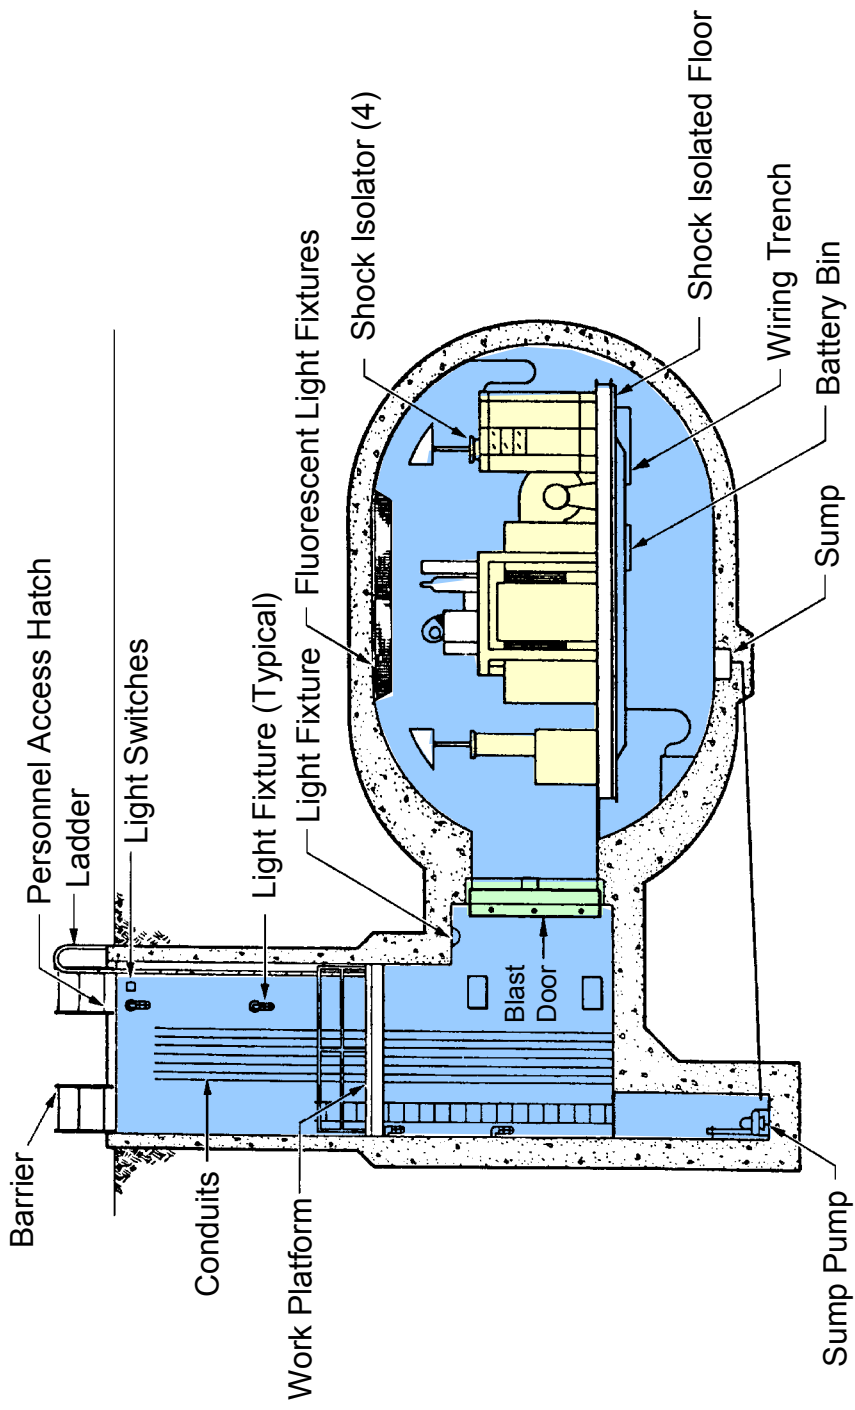 Barrier
Personnel Access Hatch
Ladder
Light Switches
Conduits
Light Fixture (Typical)
Light Fixture
Fluorescent Light Fixtures
Shock Isolator (4)
Work Platform
Blast
Door
Shock Isolated Floor
Wiring Trench
Battery Bin
Sump
Sump Pump